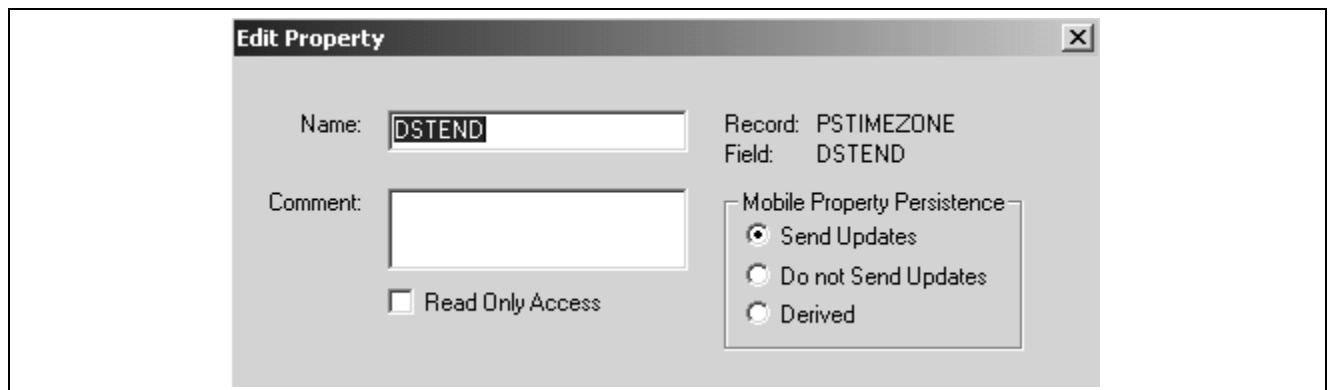 Edit Property
Name: DSTEND
Record: PSTIMEZONE
Field: DSTEND
Comment:
Mobile Property Persistence
Send Updates
Do not Send Updates
Derived
Read Only Access